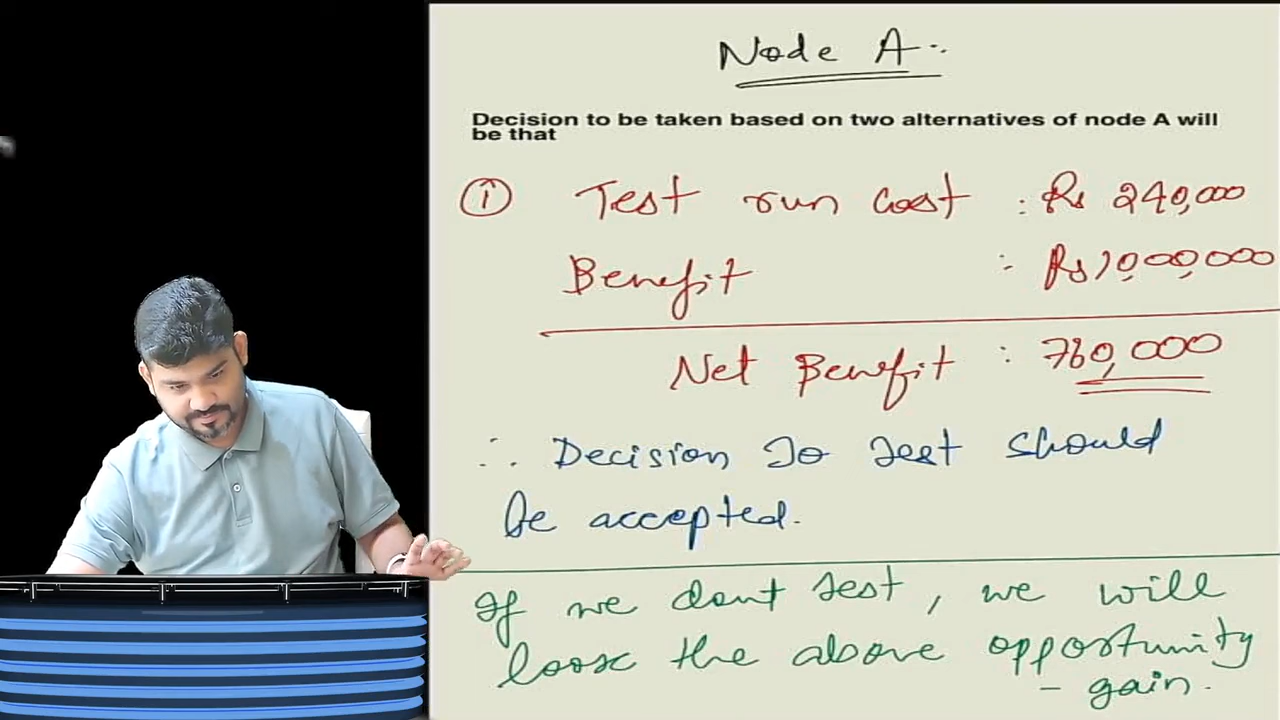 Node A:-
Decision to be taken based on two alternatives of node A will
be that
① Test run cost : Rs 240,000
Benefit : Rs 1,000,000
Net Benefit : 760,000
∴ Decision To test should
be accepted.
If we dont test, we will
loose the above opportunity
- gain.